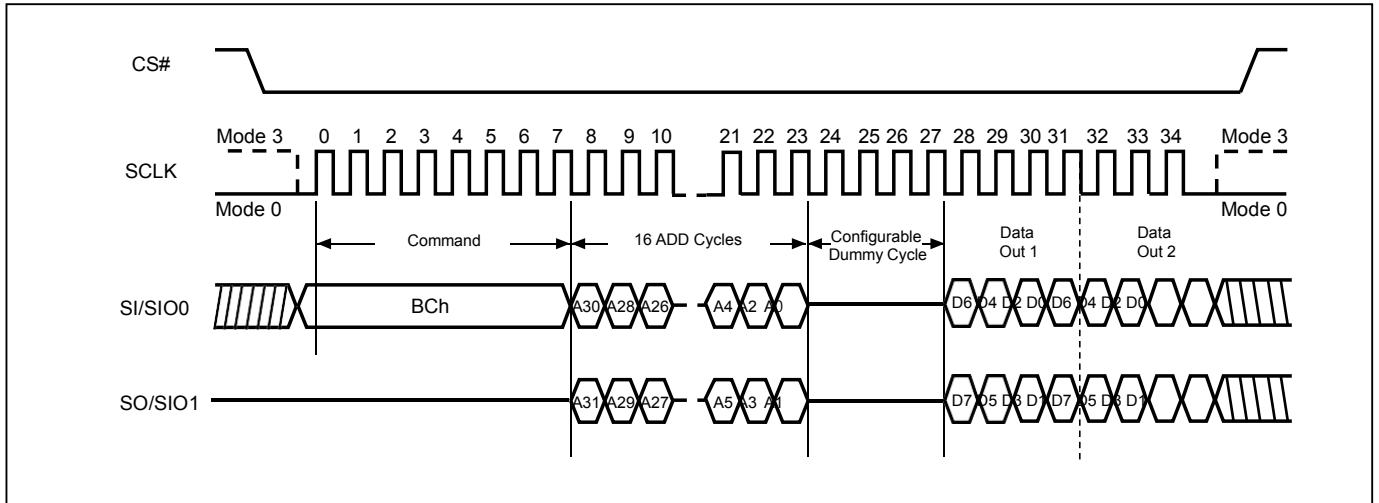 CS#
Mode 3 0 1 2 3 4 5 6 7 8 9 10 21 22 23 24 25 26 27 28 29 30 31 32 33 34 Mode 3
SCLK
Mode 0 Mode 0
Command 16 ADD Cycles Configurable Dummy Cycle Data Out 1 Data Out 2
SI/SIO0 BCh A30 A28 A26 A4 A2 A0 D6 D4 D2 D0 D6 D4 D2 D0
SO/SIO1 A31 A29 A27 A5 A3 A1 D7 D5 D3 D1 D7 D5 D3 D1